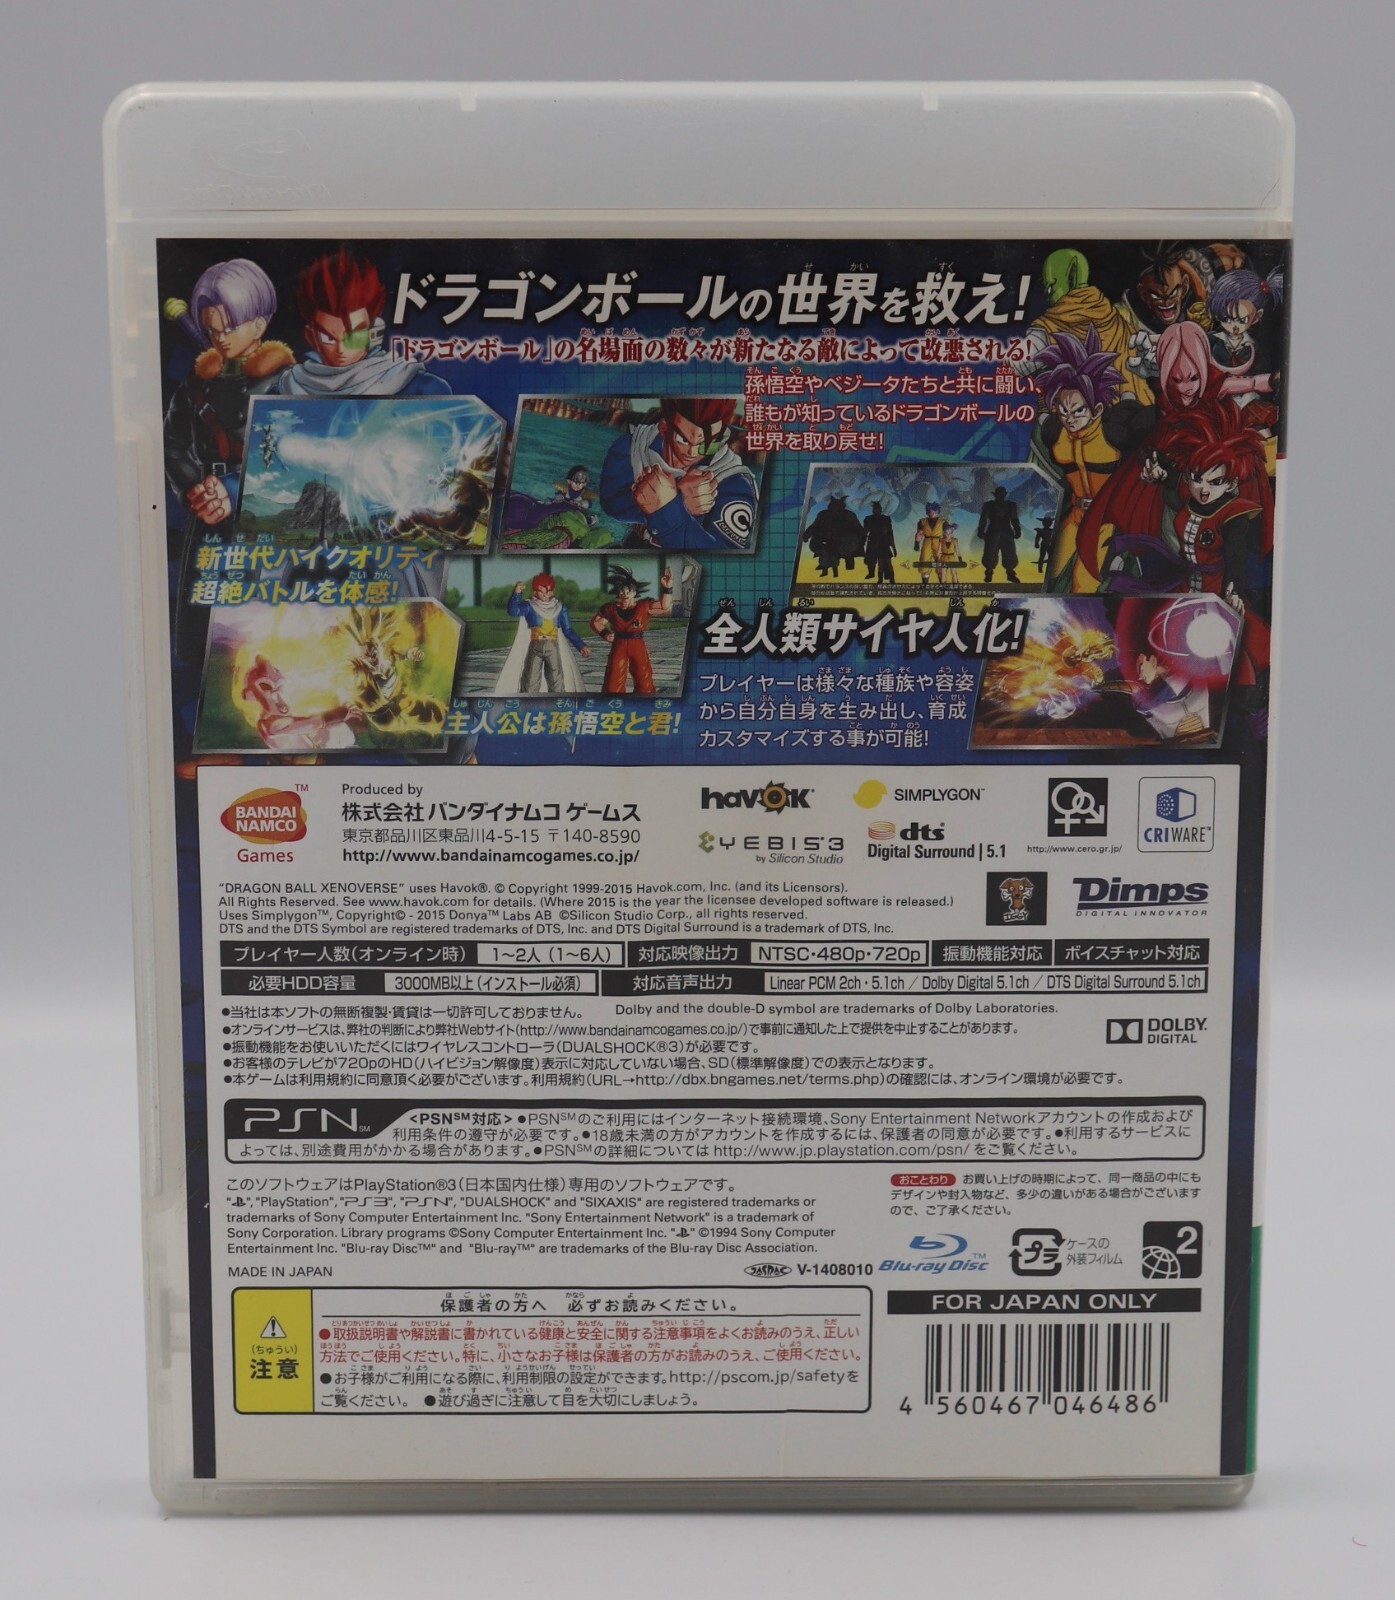 ドラゴンボールの世界を救え!
「ドラゴンボール」の名場面の数々が新たなる敵によって改悪される!
孫悟空やベジータたちと共に闘い、
誰もが知っているドラゴンボールの
世界を取り戻せ!
新世代ハイクオリティ
超絶バトルを体感!
主人公は孫悟空と君!
全人類サイヤ人化!
プレイヤーは様々な種族や容姿
から自分自身を生み出し、育成
カスタマイズする事が可能!
BANDAI
NAMCO
Games
TM
Produced by
株式会社 バンダイナムコ ゲームス
東京都品川区東品川4-5-15 〒140-8590
http://www.bandainamcogames.co.jp/
havok
SIMPLYGON™
YEBIS 3
by Silicon Studio
dts
Digital Surround | 5.1
http://www.cero.gr.jp/
CRIWARE™
Dimps
DIGITAL INNOVATOR
"DRAGON BALL XENOVERSE" uses Havok®. © Copyright 1999-2015 Havok.com, Inc. (and its Licensors).
All Rights Reserved. See www.havok.com for details. (Where 2015 is the year the licensee developed software is released.)
Uses Simplygon™, Copyright© - 2015 Donya™ Labs AB ©Silicon Studio Corp., all rights reserved.
DTS and the DTS Symbol are registered trademarks of DTS, Inc. and DTS Digital Surround is a trademark of DTS, Inc.
プレイヤー人数(オンライン時) 1~2人 (1~6人) 対応映像出力 NTSC・480p・720p 振動機能対応 ボイスチャット対応
必要HDD容量 3000MB以上(インストール必須) 対応音声出力 Linear PCM 2ch・5.1ch / Dolby Digital 5.1ch / DTS Digital Surround 5.1ch
●当社は本ソフトの無断複製・賃貸は一切許可しておりません。 Dolby and the double-D symbol are trademarks of Dolby Laboratories.
●オンラインサービスは、弊社の判断により弊社Webサイト(http://www.bandainamcogames.co.jp/)で事前に通知した上で提供を中止することがあります。
●振動機能をお使いいただくにはワイヤレスコントローラ(DUALSHOCK®3)が必要です。
●お客様のテレビが720pのHD(ハイビジョン解像度)表示に対応していない場合、SD(標準解像度)での表示となります。
●本ゲームは利用規約に同意頂く必要がございます。利用規約(URL→http://dbx.bngames.net/terms.php)の確認には、オンライン環境が必要です。
DOLBY
DIGITAL
PSN SM
<PSN℠対応> ●PSN℠のご利用にはインターネット接続環境、Sony Entertainment Networkアカウントの作成および
利用条件の遵守が必要です。●18歳未満の方がアカウントを作成するには、保護者の同意が必要です。●利用するサービスに
よっては、別途費用がかかる場合があります。●PSN℠の詳細については http://www.jp.playstation.com/psn/ をご覧ください。
このソフトウェアはPlayStation®3(日本国内仕様)専用のソフトウェアです。
"PlayStation", "PS3", "PSN", "DUALSHOCK" and "SIXAXIS" are registered trademarks or
trademarks of Sony Computer Entertainment Inc. "Sony Entertainment Network" is a trademark of
Sony Corporation. Library programs ©Sony Computer Entertainment Inc. " " ©1994 Sony Computer
Entertainment Inc. "Blu-ray Disc™" and "Blu-ray™" are trademarks of the Blu-ray Disc Association.
おことわり お買い上げの時期によって、同一商品の中にも
デザインや封入物など、多少の違いがある場合がございます
ので、ご了承ください。
MADE IN JAPAN
JASRAC V-1408010
Blu-ray Disc™
プラ
ケースの
外装フィルム
2
FOR JAPAN ONLY
(ちゅうい)
注意
保護者の方へ 必ずお読みください。
●取扱説明書や解説書に書かれている健康と安全に関する注意事項をよくお読みのうえ、正しい
方法でご使用ください。特に、小さなお子様は保護者の方がお読みのうえ、ご使用ください。
●お子様がご利用になる際に、利用制限の設定ができます。http://pscom.jp/safetyを
ご覧ください。 ●遊び過ぎに注意して目を大切にしましょう。
4 560467 046486